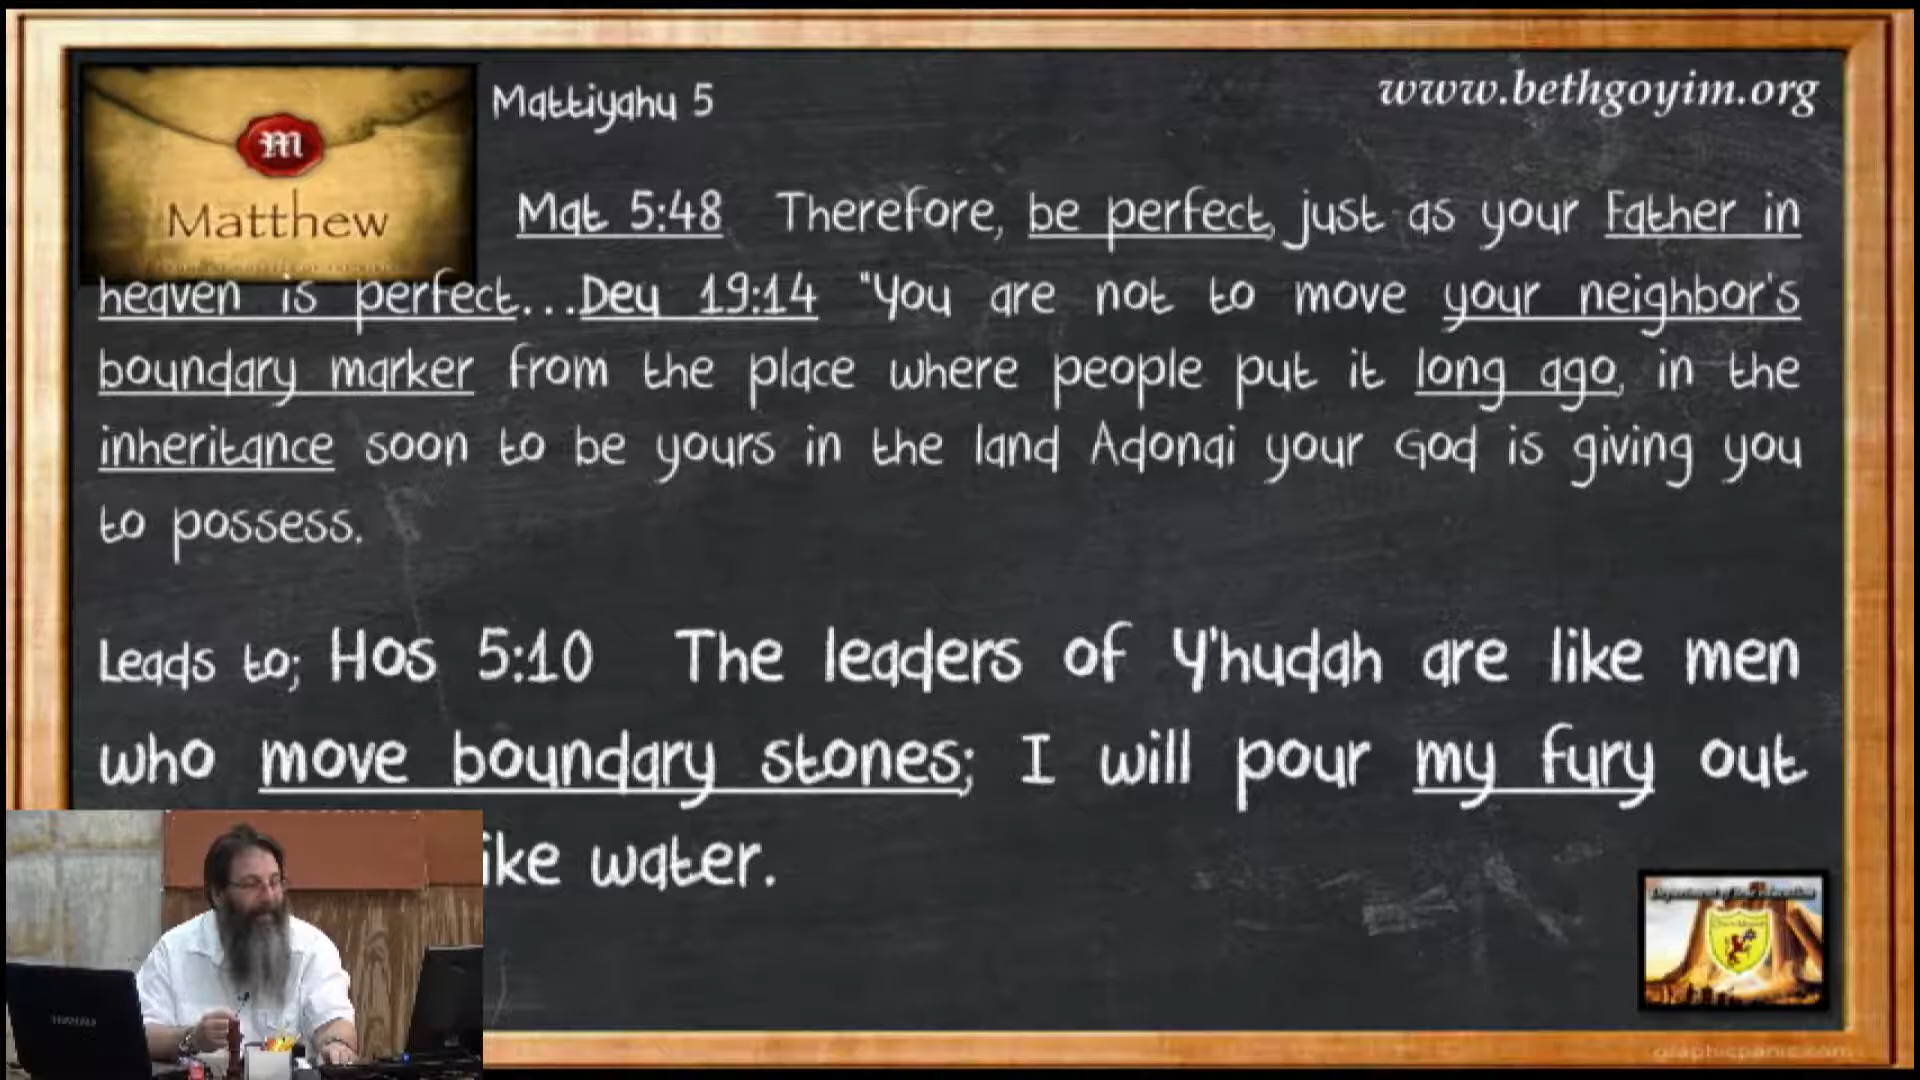 Mattiyahu 5
www.bethgoyim.org
M
Matthew
Mat 5:48 Therefore, be perfect, just as your Father in
heaven is perfect...Deu 19:14 "You are not to move your neighbor's
boundary marker from the place where people put it long ago, in the
inheritance soon to be yours in the land Adonai your God is giving you
to possess.
Leads to; Hos 5:10 The leaders of Y'hudah are like men
who move boundary stones; I will pour my fury out
ike water.
graphicpanic.com